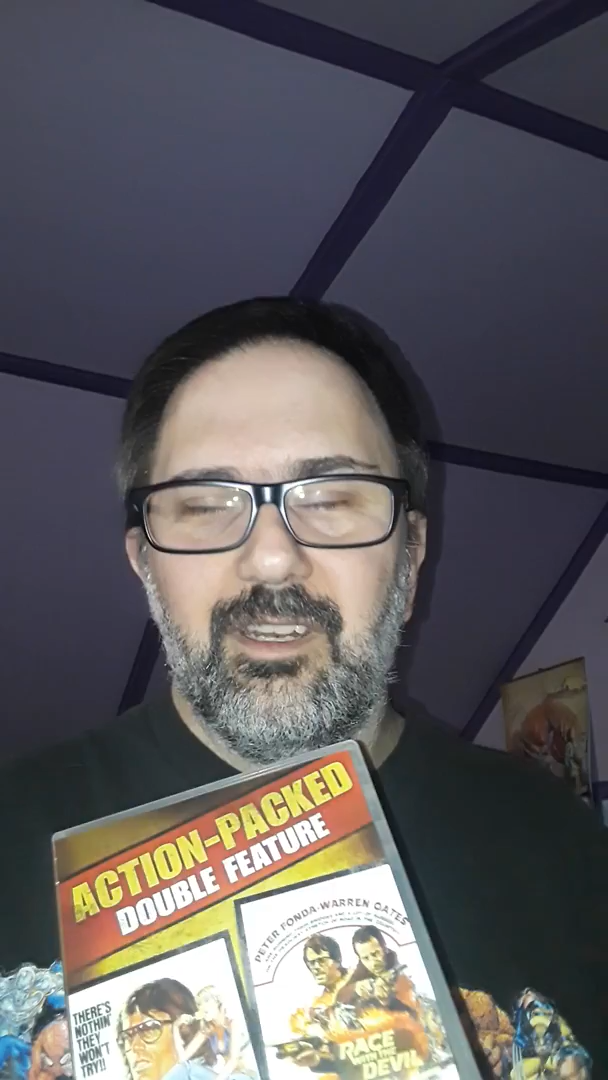 ACTION-PACKED
DOUBLE FEATURE
PETER FONDA-WARREN OATES
THERE'S
NOTHIN'
THEY
WON'T
TRY!!
RACE
WITH THE
DEVIL